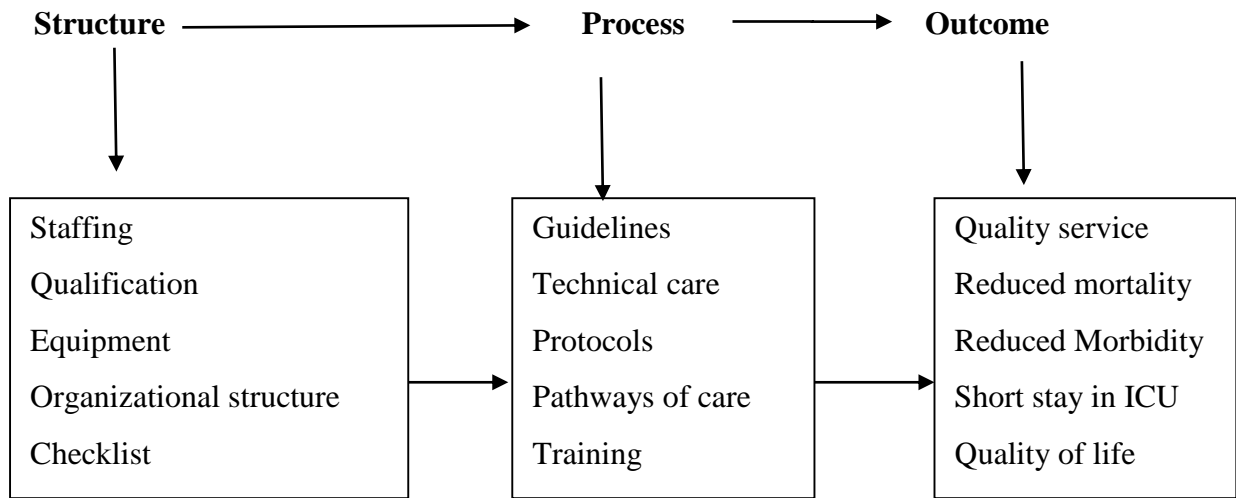 Structure Process Outcome
Staffing
Qualification
Equipment
Organizational structure
Checklist
Guidelines
Technical care
Protocols
Pathways of care
Training
Quality service
Reduced mortality
Reduced Morbidity
Short stay in ICU
Quality of life